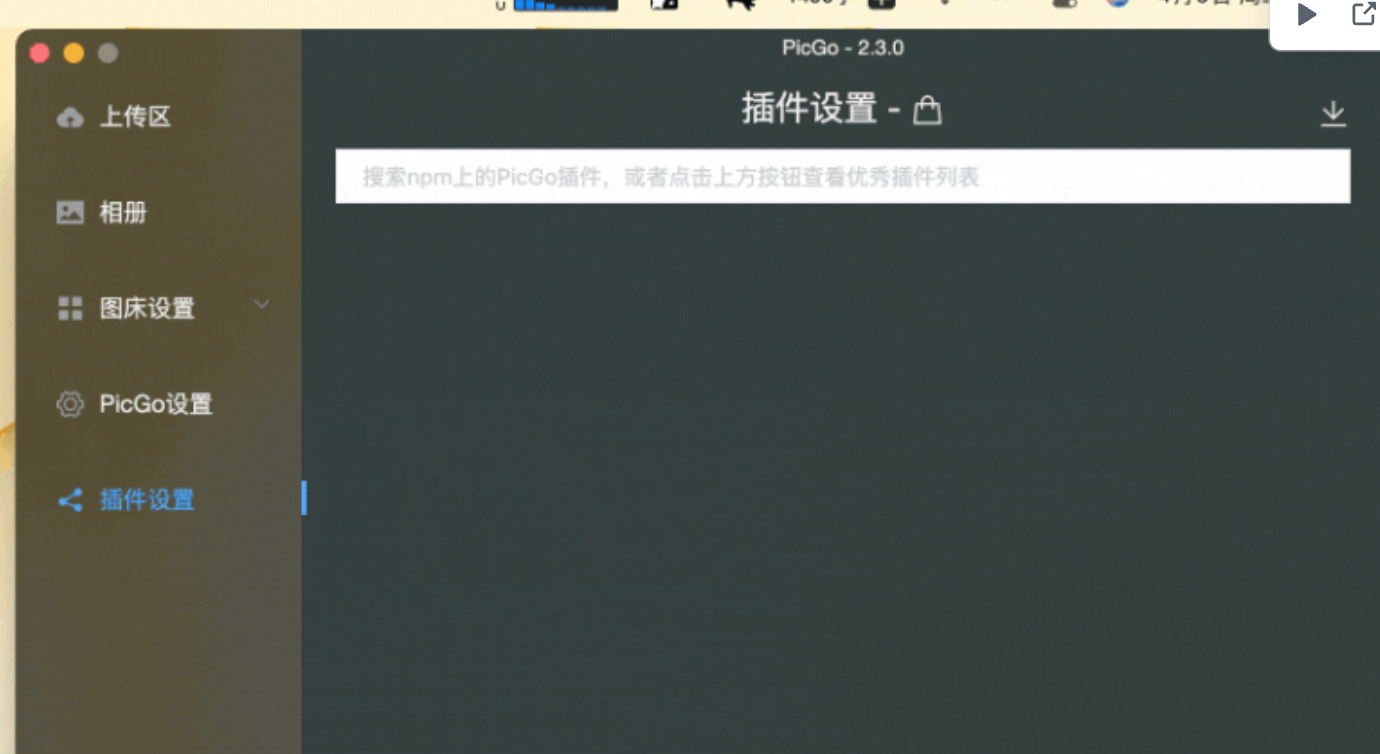 PicGo - 2.3.0
上传区
相册
图床设置
PicGo设置
插件设置
插件设置 -
搜索npm上的PicGo插件，或者点击上方按钮查看优秀插件列表